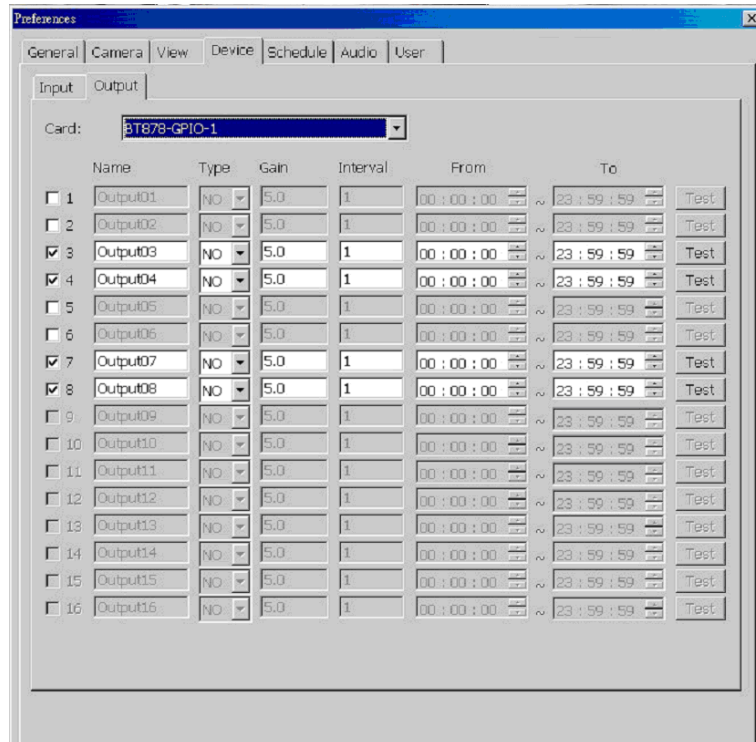 Preferences
General Camera View Device Schedule Audio User
Input Output
Card: BT878-GPIO-1
Name Type Gain Interval From To
1 Output01 NO 5.0 1 00 : 00 : 00 ~ 23 : 59 : 59 Test
2 Output02 NO 5.0 1 00 : 00 : 00 ~ 23 : 59 : 59 Test
3 Output03 NO 5.0 1 00 : 00 : 00 ~ 23 : 59 : 59 Test
4 Output04 NO 5.0 1 00 : 00 : 00 ~ 23 : 59 : 59 Test
5 Output05 NO 5.0 1 00 : 00 : 00 ~ 23 : 59 : 59 Test
6 Output06 NO 5.0 1 00 : 00 : 00 ~ 23 : 59 : 59 Test
7 Output07 NO 5.0 1 00 : 00 : 00 ~ 23 : 59 : 59 Test
8 Output08 NO 5.0 1 00 : 00 : 00 ~ 23 : 59 : 59 Test
9 Output09 NO 5.0 1 00 : 00 : 00 ~ 23 : 59 : 59 Test
10 Output10 NO 5.0 1 00 : 00 : 00 ~ 23 : 59 : 59 Test
11 Output11 NO 5.0 1 00 : 00 : 00 ~ 23 : 59 : 59 Test
12 Output12 NO 5.0 1 00 : 00 : 00 ~ 23 : 59 : 59 Test
13 Output13 NO 5.0 1 00 : 00 : 00 ~ 23 : 59 : 59 Test
14 Output14 NO 5.0 1 00 : 00 : 00 ~ 23 : 59 : 59 Test
15 Output15 NO 5.0 1 00 : 00 : 00 ~ 23 : 59 : 59 Test
16 Output16 NO 5.0 1 00 : 00 : 00 ~ 23 : 59 : 59 Test